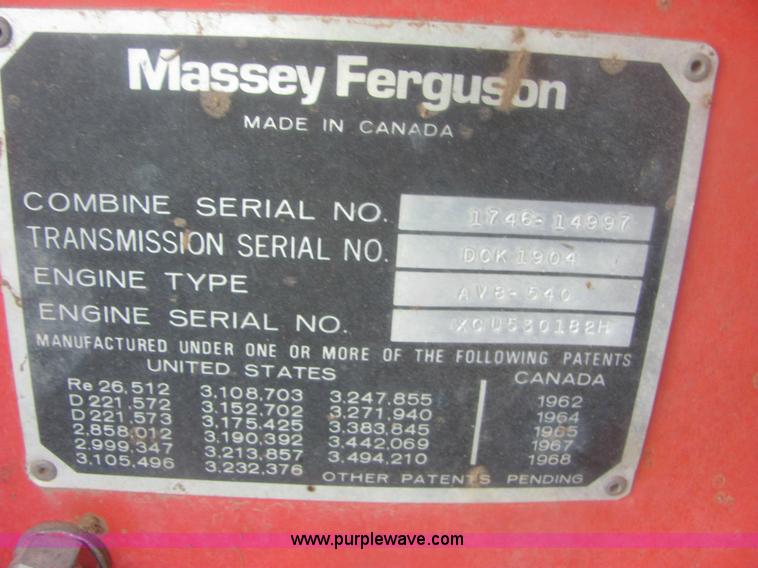 Massey Ferguson
MADE IN CANADA
COMBINE SERIAL NO. 1746-14997
TRANSMISSION SERIAL NO. DCK1904
ENGINE TYPE AV8-540
ENGINE SERIAL NO. XCU530182H
MANUFACTURED UNDER ONE OR MORE OF THE FOLLOWING PATENTS
UNITED STATES CANADA
Re 26,512 3,108,703 3,247,855 1962
D 221,572 3,152,702 3,271,940 1964
D 221,573 3,175,425 3,383,845 1965
2,858,012 3,190,392 3,442,069 1967
2,999,347 3,213,857 3,494,210 1968
3,105,496 3,232,376 OTHER PATENTS PENDING
www.purplewave.com